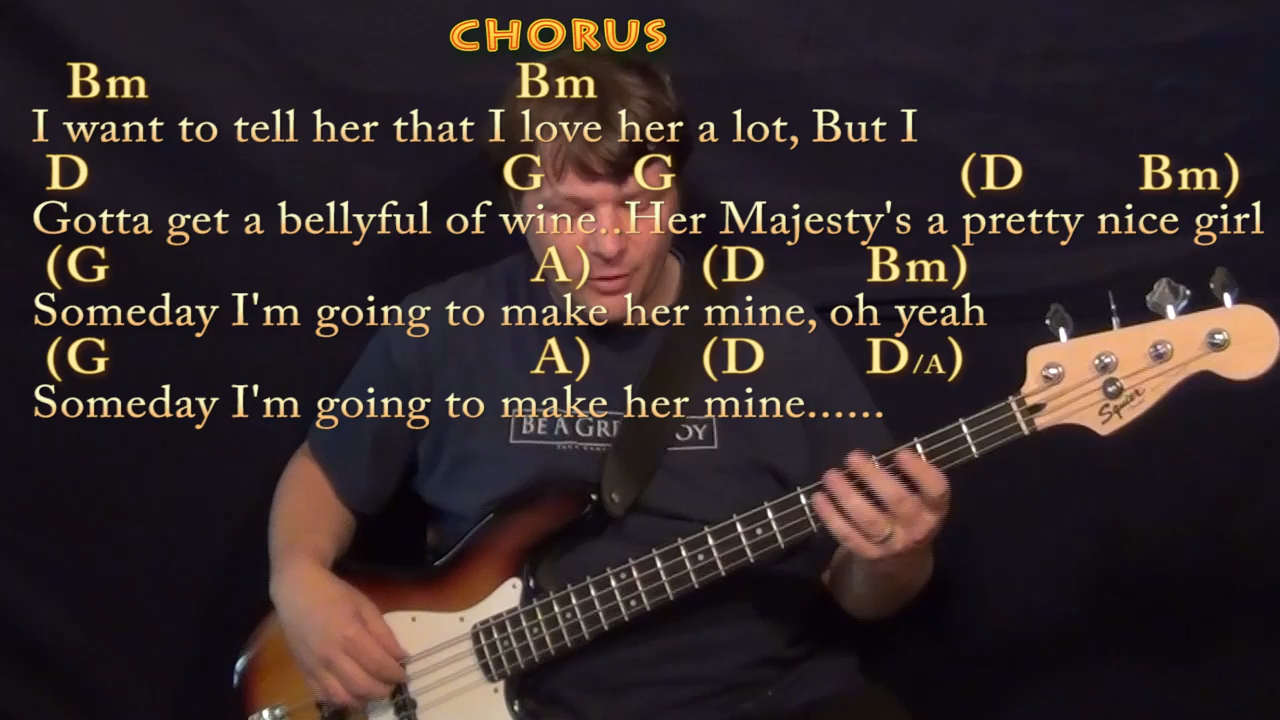 CHORUS
Bm Bm
I want to tell her that I love her a lot, But I
D G G (D Bm)
Gotta get a bellyful of wine..Her Majesty's a pretty nice girl
(G A) (D Bm)
Someday I'm going to make her mine, oh yeah
(G A) (D D/A)
Someday I'm going to make her mine......
BE A
Squier